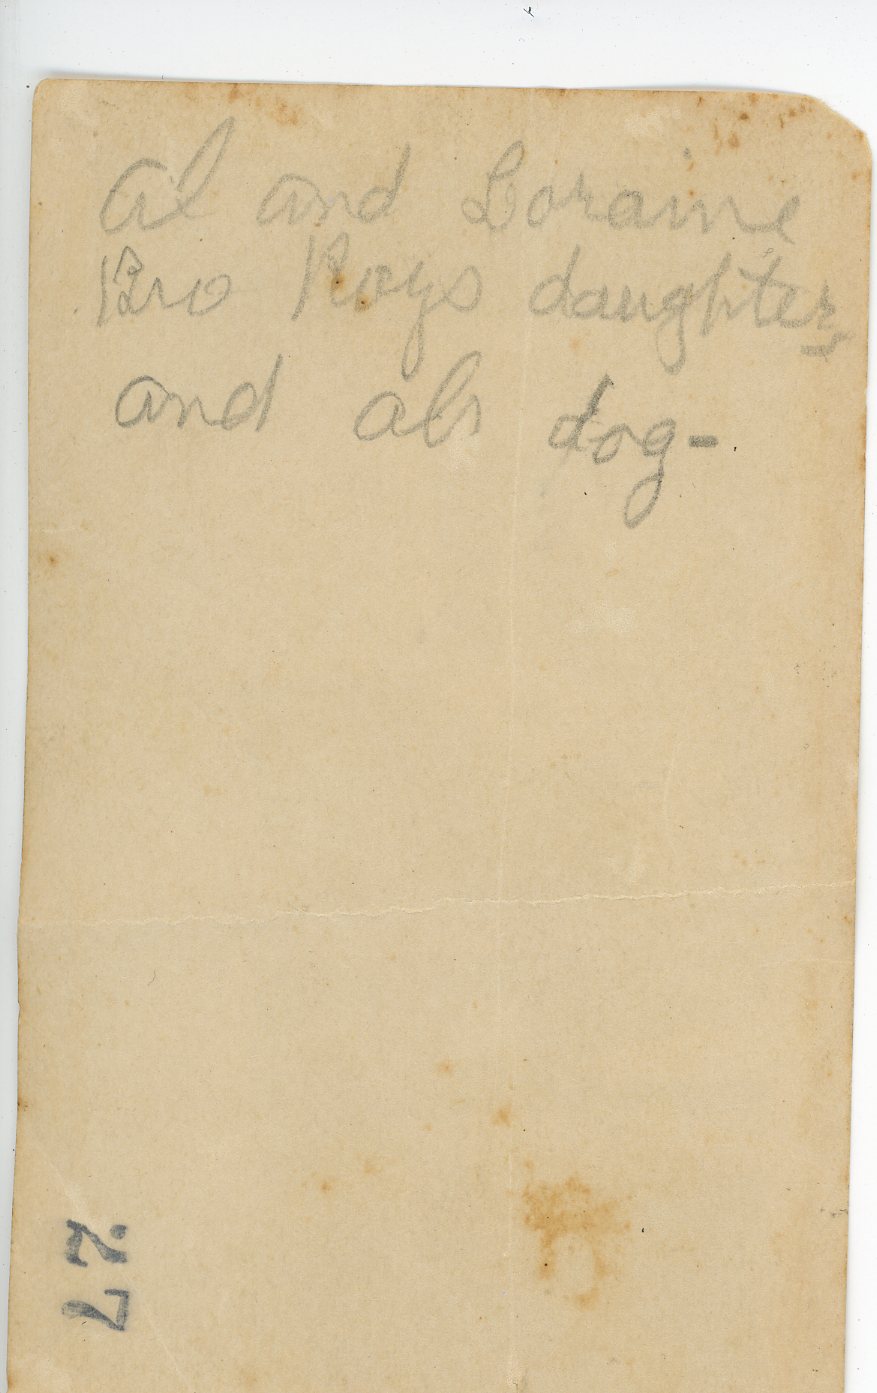 Al and Loraine
Bro Roys daughters
and als dog-
27